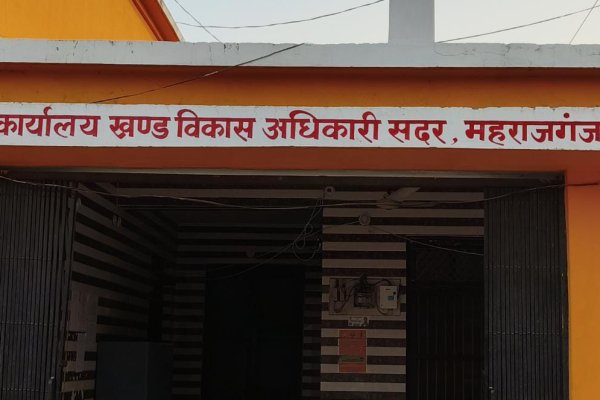 कार्यालय खण्ड विकास अधिकारी सदर, महराजगंज